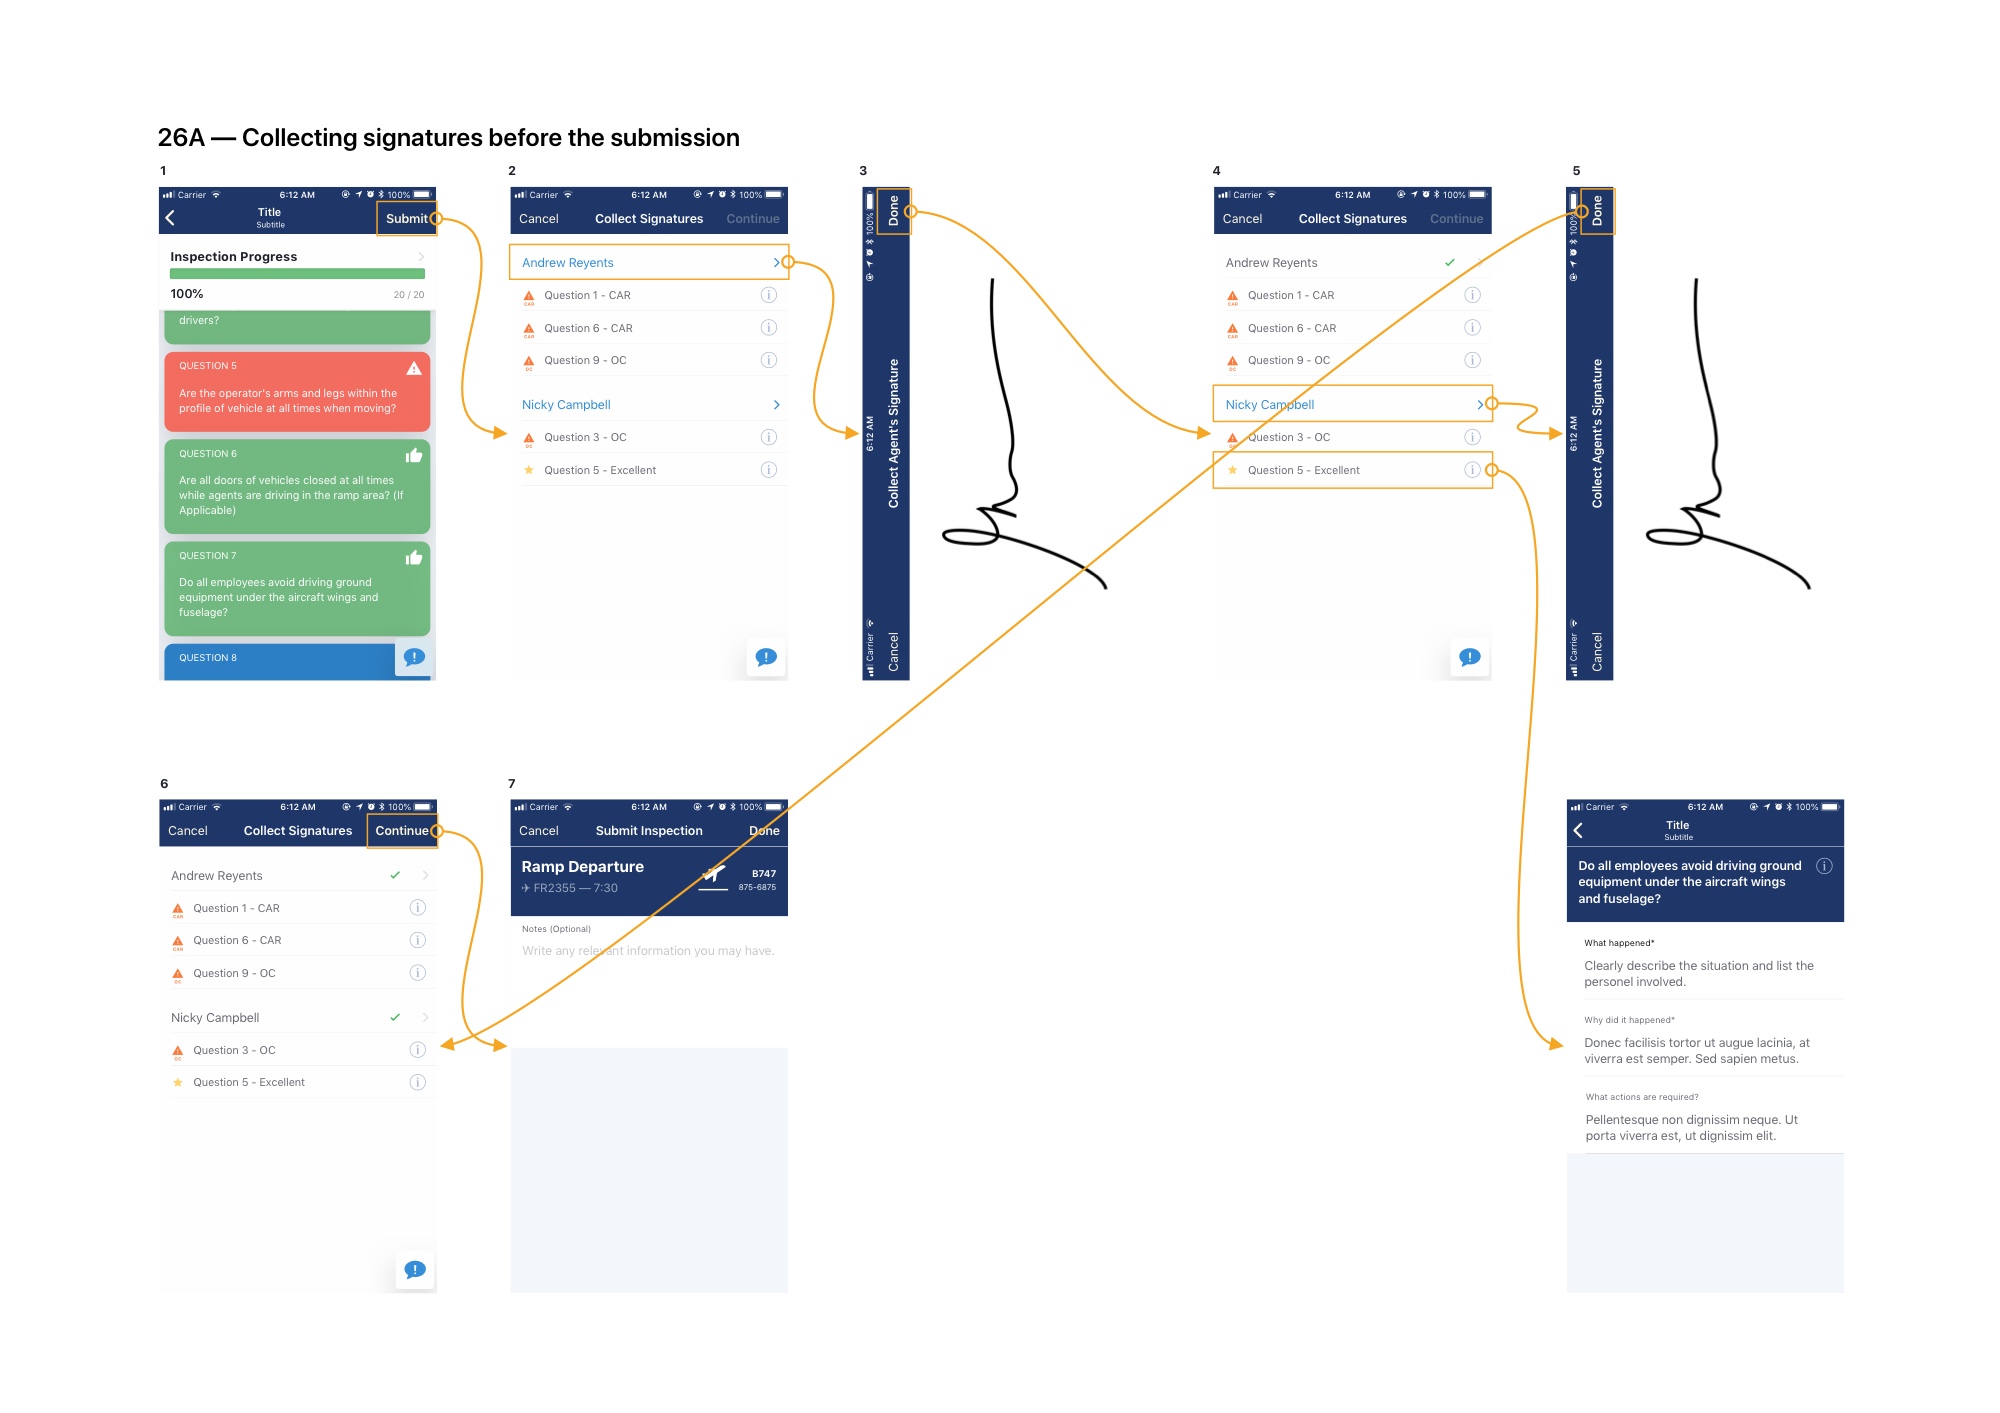 26A — Collecting signatures before the submission
1
Carrier 6:12 AM 100%
Title
Subtitle
Submit
Inspection Progress
100% 20 / 20
drivers?
QUESTION 5
Are the operator's arms and legs within the
profile of vehicle at all times when moving?
QUESTION 6
Are all doors of vehicles closed at all times
while agents are driving in the ramp area? (If
Applicable)
QUESTION 7
Do all employees avoid driving ground
equipment under the aircraft wings and
fuselage?
QUESTION 8
2
Carrier 6:12 AM 100%
Cancel Collect Signatures Continue
Andrew Reyents
CAR Question 1 - CAR
CAR Question 6 - CAR
OC Question 9 - OC
Nicky Campbell
OC Question 3 - OC
Question 5 - Excellent
3
Carrier 6:12 AM 100%
Cancel Collect Agent's Signature Done
4
Carrier 6:12 AM 100%
Cancel Collect Signatures Continue
Andrew Reyents
CAR Question 1 - CAR
CAR Question 6 - CAR
OC Question 9 - OC
Nicky Campbell
OC Question 3 - OC
Question 5 - Excellent
5
Carrier 6:12 AM 100%
Cancel Collect Agent's Signature Done
6
Carrier 6:12 AM 100%
Cancel Collect Signatures Continue
Andrew Reyents
CAR Question 1 - CAR
CAR Question 6 - CAR
OC Question 9 - OC
Nicky Campbell
OC Question 3 - OC
Question 5 - Excellent
7
Carrier 6:12 AM 100%
Cancel Submit Inspection Done
Ramp Departure
FR2355 — 7:30
B747
875-6875
Notes (Optional)
Write any relevant information you may have.
Carrier 6:12 AM 100%
Title
Subtitle
Do all employees avoid driving ground
equipment under the aircraft wings
and fuselage?
What happened*
Clearly describe the situation and list the
personel involved.
Why did it happened*
Donec facilisis tortor ut augue lacinia, at
viverra est semper. Sed sapien metus.
What actions are required?
Pellentesque non dignissim neque. Ut
porta viverra est, ut dignissim elit.